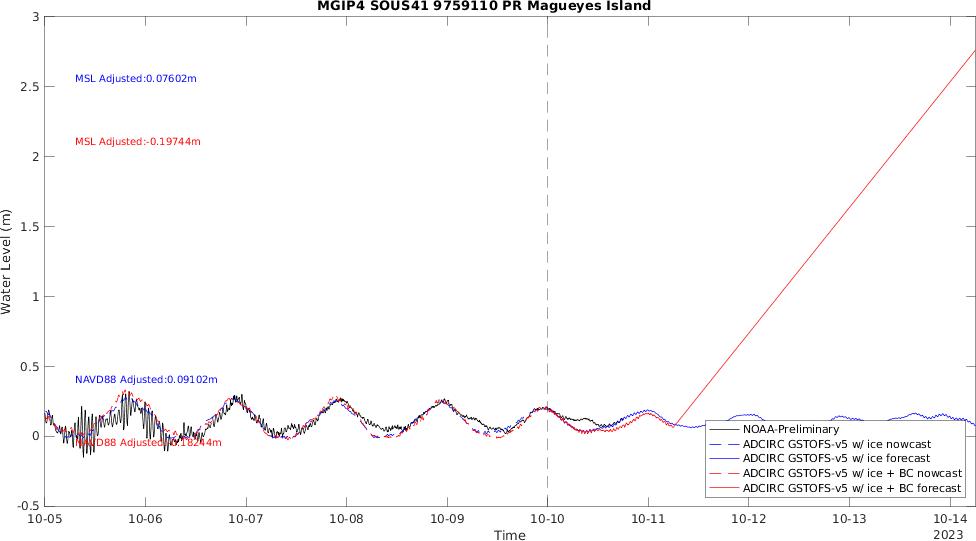 MGIP4 SOUS41 9759110 PR Magueyes Island
3
2.5
2
1.5
1
0.5
0
-0.5
Water Level (m)
MSL Adjusted:0.07602m
MSL Adjusted:-0.19744m
NAVD88 Adjusted:0.09102m
NAVD88 Adjusted:-0.18244m
NOAA-Preliminary
ADCIRC GSTOFS-v5 w/ ice nowcast
ADCIRC GSTOFS-v5 w/ ice forecast
ADCIRC GSTOFS-v5 w/ ice + BC nowcast
ADCIRC GSTOFS-v5 w/ ice + BC forecast
10-05 10-06 10-07 10-08 10-09 10-10 10-11 10-12 10-13 10-14
2023
Time